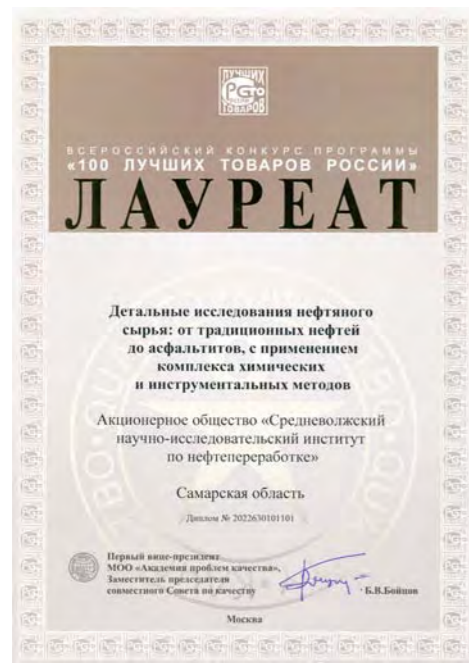 ЛУЧШИХ
ТОВАРОВ
ВСЕРОССИЙСКИЙ КОНКУРС ПРОГРАММЫ
«100 ЛУЧШИХ ТОВАРОВ РОССИИ»
ЛАУРЕАТ
Детальные исследования нефтяного
сырья: от традиционных нефтей
до асфальтитов, с применением
комплекса химических
и инструментальных методов
Акционерное общество «Средневолжский
научно-исследовательский институт
по нефтепереработке»
Самарская область
Диплом № 2022630101101
Первый вице-президент
МОО «Академия проблем качества»,
Заместитель председателя
совместного Совета по качеству
Б.В.Бойцов
Москва